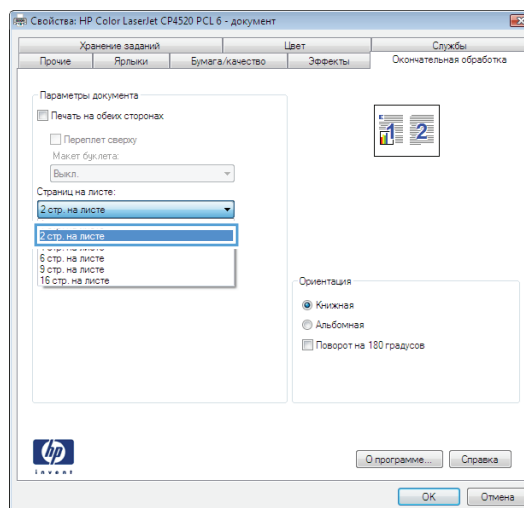 Свойства: HP Color LaserJet CP4520 PCL 6 - документ
Хранение заданий Цвет Службы
Прочие Ярлыки Бумага/качество Эффекты Окончательная обработка
Параметры документа
Печать на обеих сторонах
Переплет сверху
Макет буклета:
Выкл.
Страниц на листе:
2 стр. на листе
2 стр. на листе
6 стр. на листе
9 стр. на листе
16 стр. на листе
1 2
Ориентация
Книжная
Альбомная
Поворот на 180 градусов
hp
invent
О программе... Справка
OK Отмена